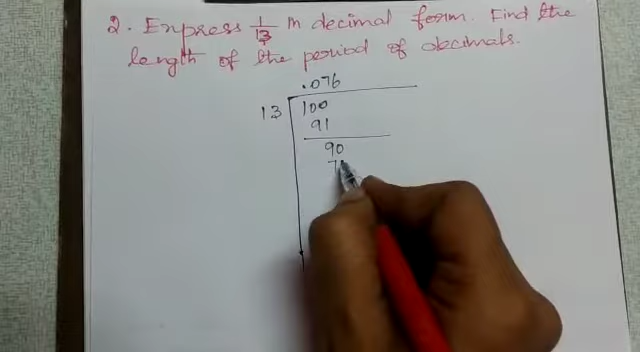 2. Express 1/13 in decimal form. Find the
length of the period of decimals.
.076
13 100
91
90
7